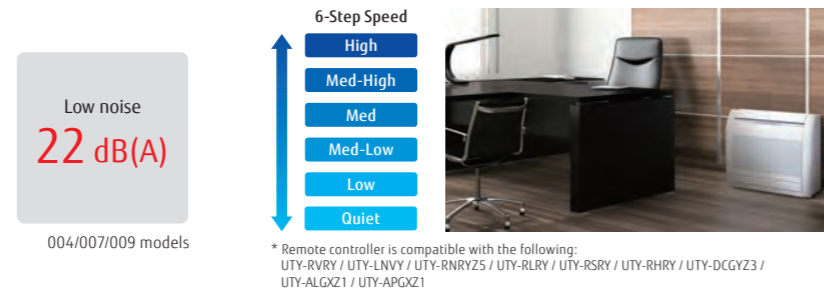 Low noise
22 dB(A)
004/007/009 models
6-Step Speed
High
Med-High
Med
Med-Low
Low
Quiet
* Remote controller is compatible with the following:
UTY-RVRY / UTY-LNVY / UTY-RNRYZ5 / UTY-RLRY / UTY-RSRY / UTY-RHRY / UTY-DCGYZ3 /
UTY-ALGXZ1 / UTY-APGXZ1